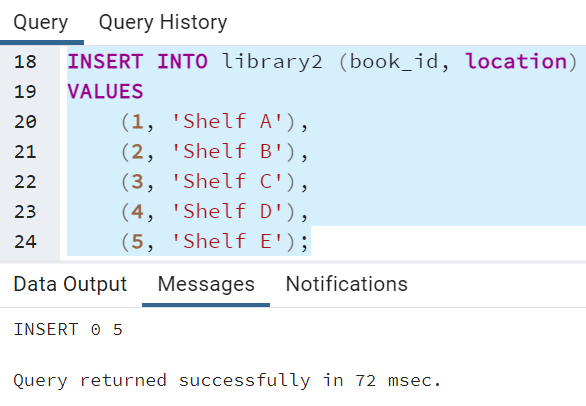 Query Query History
18 INSERT INTO library2 (book_id, location)
19 VALUES
20 (1, 'Shelf A'),
21 (2, 'Shelf B'),
22 (3, 'Shelf C'),
23 (4, 'Shelf D'),
24 (5, 'Shelf E');
Data Output Messages Notifications
INSERT 0 5
Query returned successfully in 72 msec.